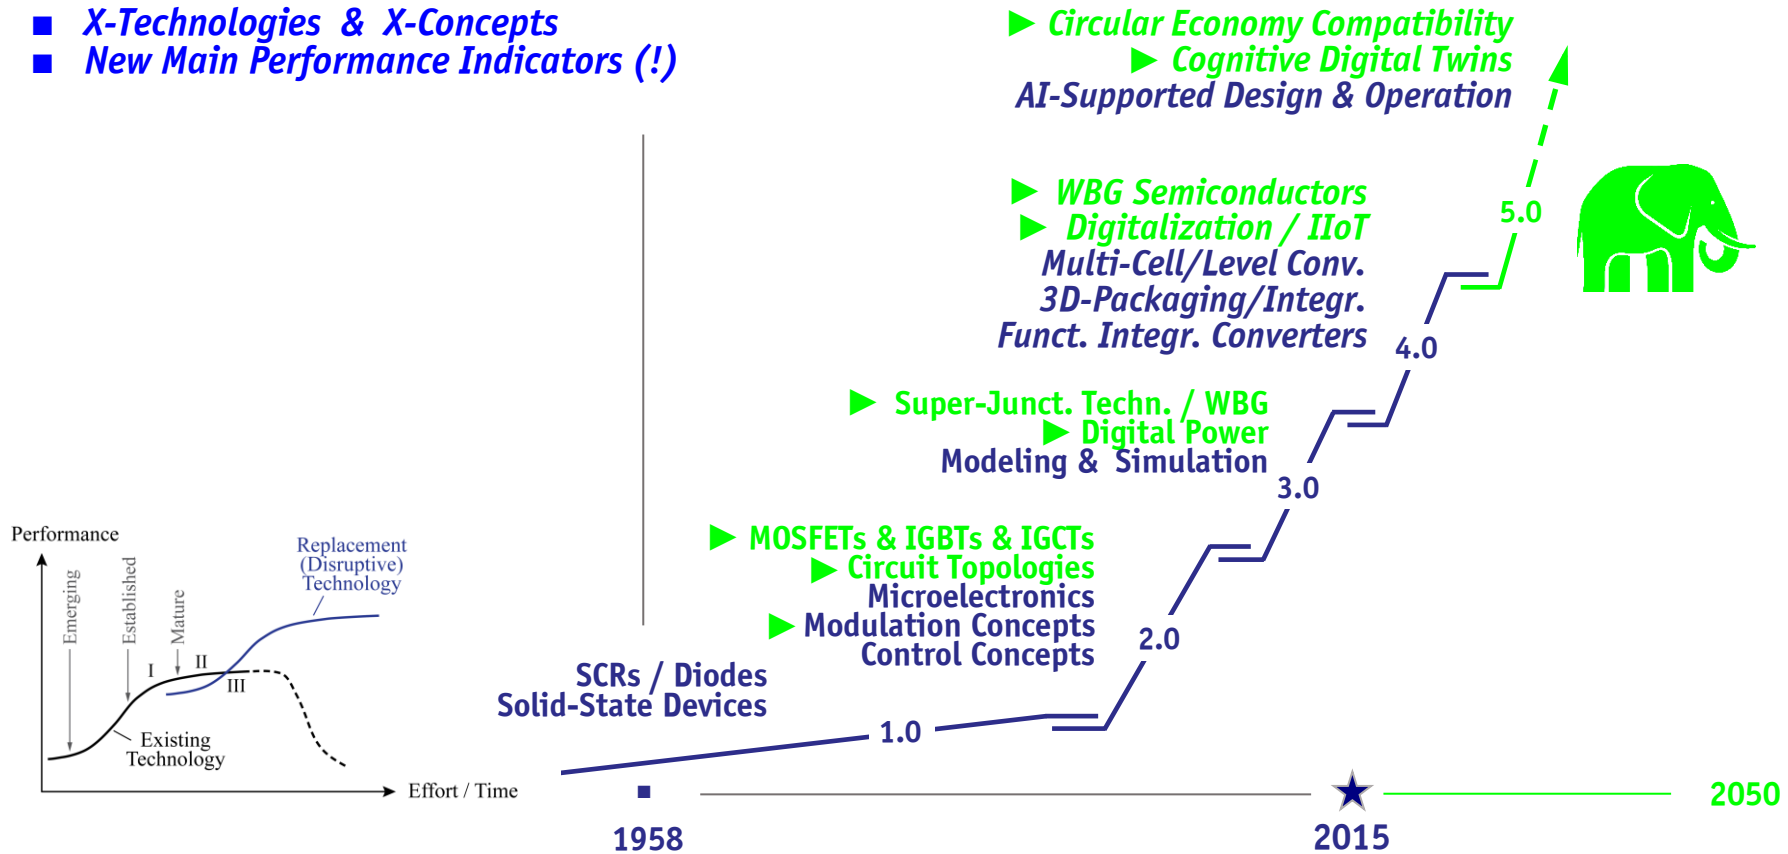 X-Technologies & X-Concepts
New Main Performance Indicators (!)
Circular Economy Compatibility
Cognitive Digital Twins
AI-Supported Design & Operation
WBG Semiconductors
Digitalization / IIoT
Multi-Cell/Level Conv.
3D-Packaging/Integr.
Funct. Integr. Converters
5.0
4.0
Super-Junct. Techn. / WBG
Digital Power
Modeling & Simulation
3.0
MOSFETs & IGBTs & IGCTs
Circuit Topologies
Microelectronics
Modulation Concepts
Control Concepts
2.0
SCRs / Diodes
Solid-State Devices
1.0
Performance
Emerging
Established
Mature
Replacement
(Disruptive)
Technology
I
II
III
Existing
Technology
Effort / Time
1958
2015
2050